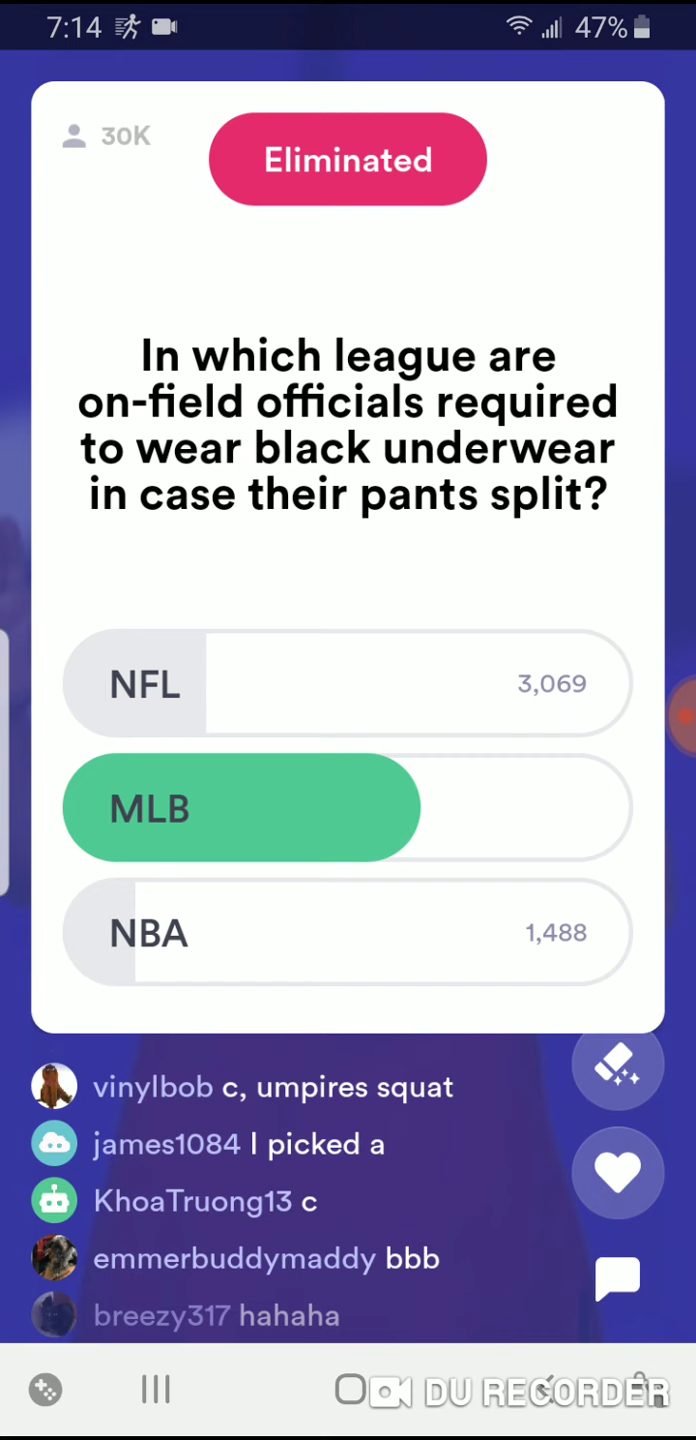 7:14
47%
30K
Eliminated
In which league are
on-field officials required
to wear black underwear
in case their pants split?
NFL 3,069
MLB
NBA 1,488
vinylbob c, umpires squat
james1084 I picked a
KhoaTruong13 c
emmerbuddymaddy bbb
breezy317 hahaha
DU RECORDER